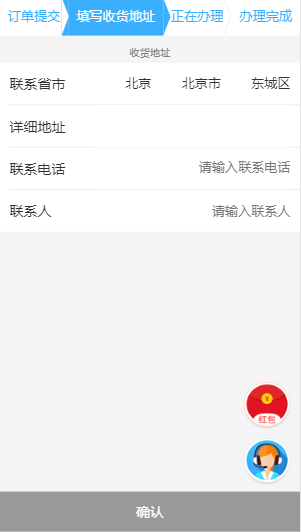 订单提交 填写收货地址 正在办理 办理完成
收货地址
联系省市 北京 北京市 东城区
详细地址
联系电话 请输入联系电话
联系人 请输入联系人
¥
红包
确认